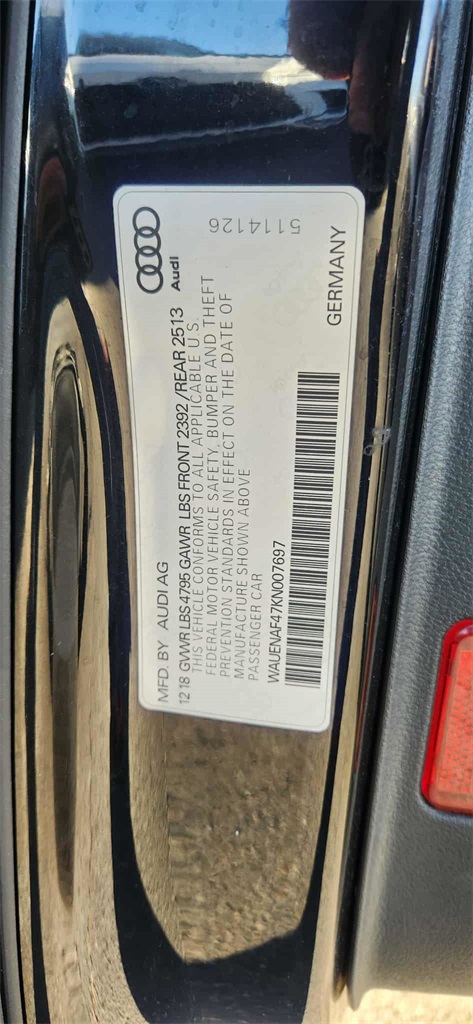 MFD BY AUDI AG
Audi
12 18 GVWR LBS 4795 GAWR LBS FRONT 2392 /REAR 2513
THIS VEHICLE CONFORMS TO ALL APPLICABLE U.S.
FEDERAL MOTOR VEHICLE SAFETY, BUMPER AND THEFT
PREVENTION STANDARDS IN EFFECT ON THE DATE OF
MANUFACTURE SHOWN ABOVE
PASSENGER CAR
5114126
WAUENAF47KN007697
GERMANY